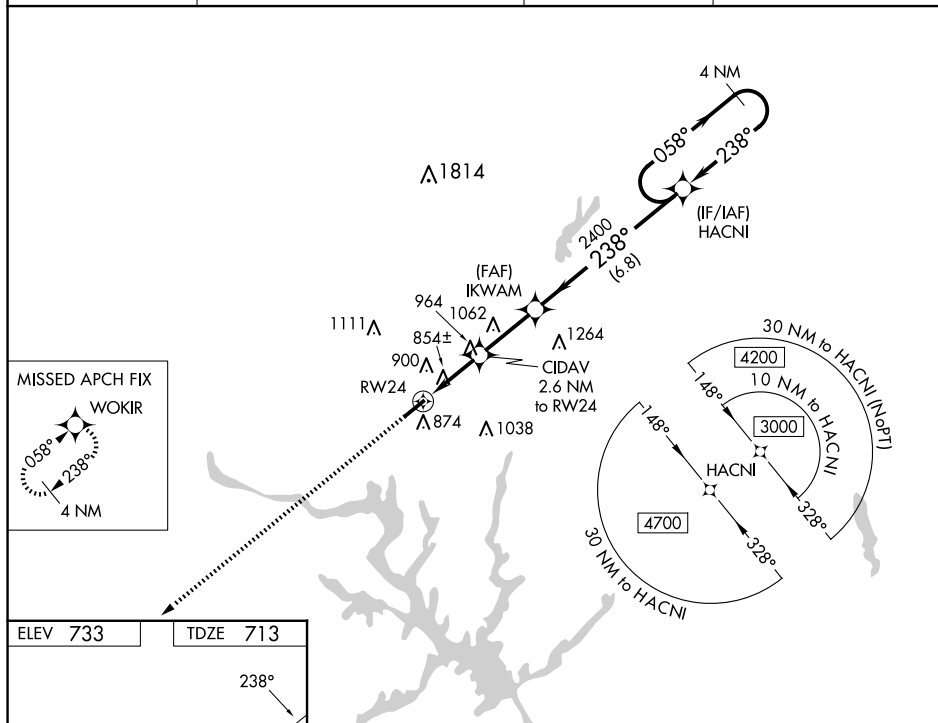 4 NM
058°
238°
1814
(IF/IAF)
HACNI
2400
238°
(6.8)
(FAF)
IKWAM
964
1062
1111
854±
1264
900
CIDAV
2.6 NM
to RW24
RW24
874
1038
MISSED APCH FIX
WOKIR
058°
238°
4 NM
30 NM to HACNI (NoPT)
4200
10 NM to HACNI
148°
3000
328°
148°
HACNI
4700
328°
30 NM to HACNI
ELEV 733
TDZE 713
238°